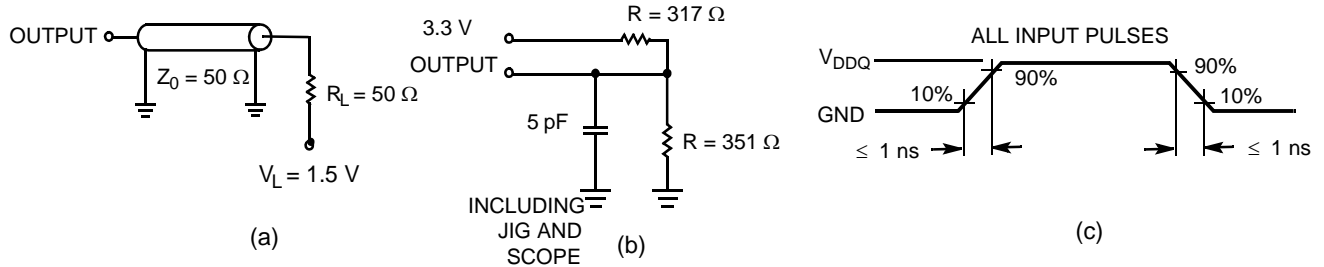 OUTPUT
Z0 = 50 Ω
RL = 50 Ω
VL = 1.5 V
(a)
3.3 V
R = 317 Ω
OUTPUT
5 pF
R = 351 Ω
INCLUDING
JIG AND
SCOPE
(b)
ALL INPUT PULSES
VDDQ
GND
10%
90%
90%
10%
≤ 1 ns
≤ 1 ns
(c)